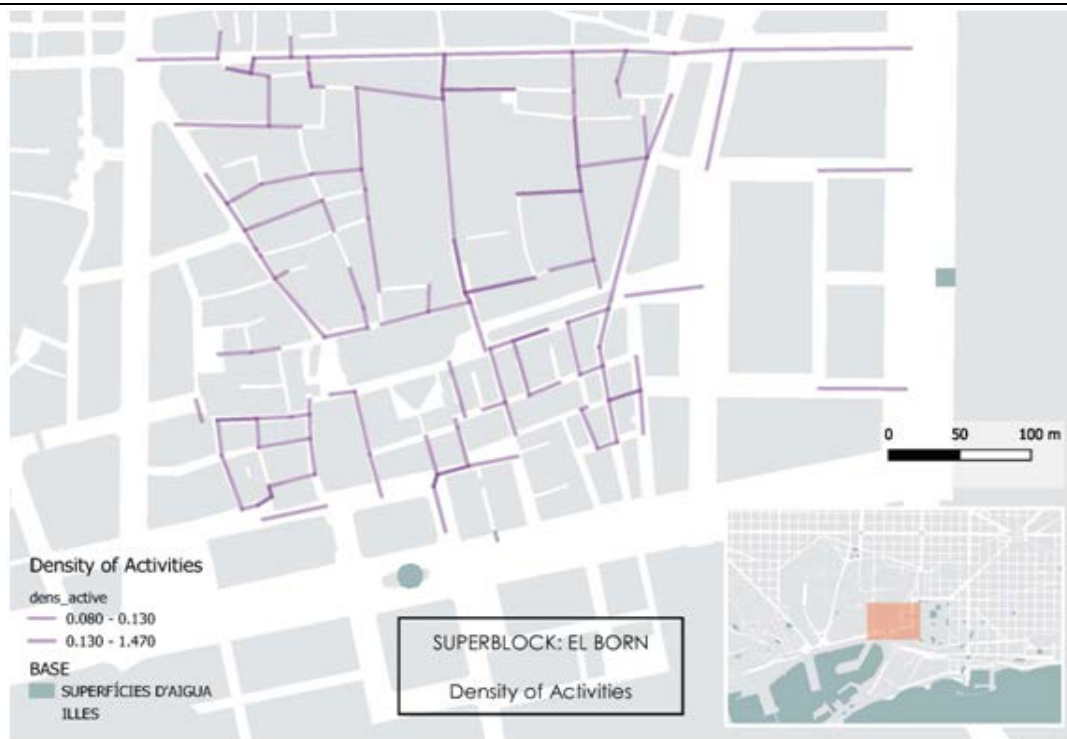 0 50 100 m
Density of Activities
dens_active
0.080 - 0.130
0.130 - 1.470
BASE
SUPERFÍCIES D'AIGUA
ILLES
SUPERBLOCK: EL BORN
Density of Activities